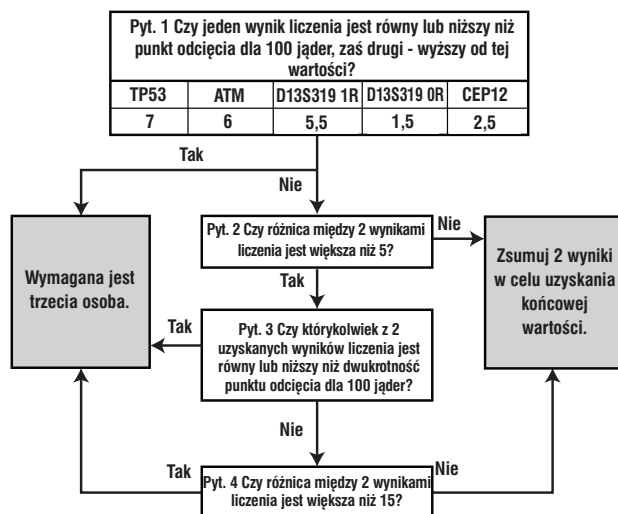 Pyt. 1 Czy jeden wynik liczenia jest równy lub niższy niż
punkt odcięcia dla 100 jąder, zaś drugi - wyższy od tej
wartości?
TP53 ATM D13S319 1R D13S319 0R CEP12
7 6 5,5 1,5 2,5
Tak
Nie
Pyt. 2 Czy różnica między 2 wynikami
liczenia jest większa niż 5?
Nie
Wymagana jest
trzecia osoba.
Zsumuj 2 wyniki
w celu uzyskania
końcowej
wartości.
Tak
Tak
Pyt. 3 Czy którykolwiek z 2
uzyskanych wyników liczenia jest
równy lub niższy niż dwukrotność
punktu odcięcia dla 100 jąder?
Nie
Tak
Pyt. 4 Czy różnica między 2 wynikami
liczenia jest większa niż 15?
Nie